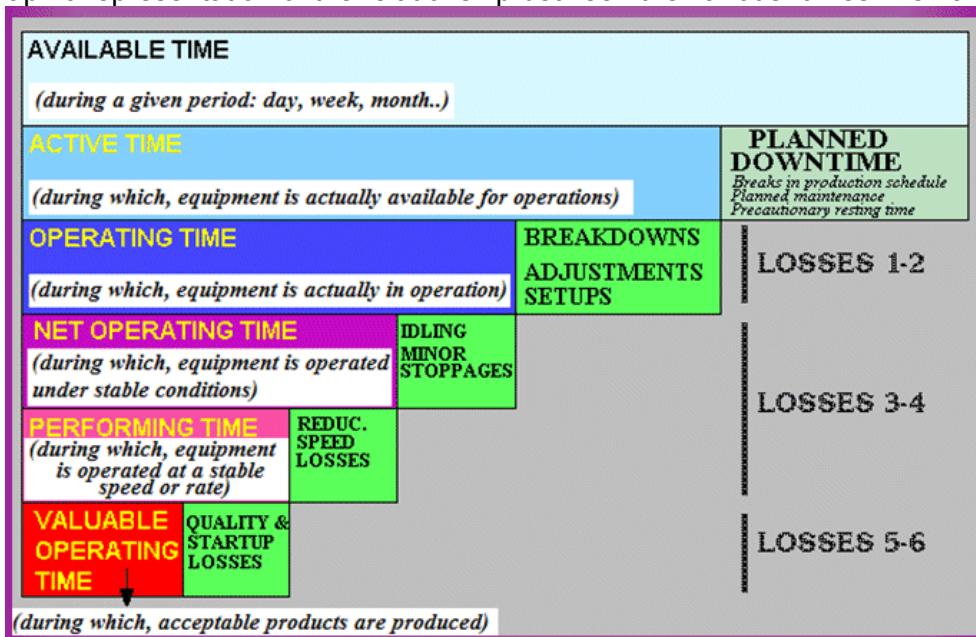 AVAILABLE TIME
(during a given period: day, week, month..)
ACTIVE TIME
(during which, equipment is actually available for operations)
PLANNED
DOWNTIME
Breaks in production schedule
Planned maintenance
Precautionary resting time
OPERATING TIME
(during which, equipment is actually in operation)
BREAKDOWNS
ADJUSTMENTS
SETUPS
LOSSES 1-2
NET OPERATING TIME
(during which, equipment is operated
under stable conditions)
IDLING
MINOR
STOPPAGES
LOSSES 3-4
PERFORMING TIME
(during which, equipment
is operated at a stable
speed or rate)
REDUC.
SPEED
LOSSES
VALUABLE
OPERATING
TIME
QUALITY &
STARTUP
LOSSES
LOSSES 5-6
(during which, acceptable products are produced)